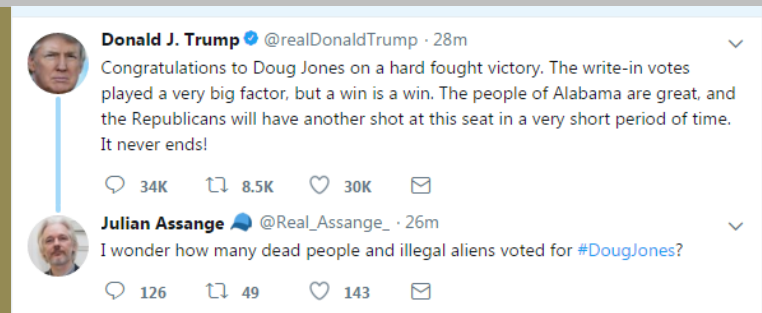 Donald J. Trump @realDonaldTrump · 28m
Congratulations to Doug Jones on a hard fought victory. The write-in votes
played a very big factor, but a win is a win. The people of Alabama are great, and
the Republicans will have another shot at this seat in a very short period of time.
It never ends!
34K 8.5K 30K
Julian Assange 🧢 @Real_Assange_ · 26m
I wonder how many dead people and illegal aliens voted for #DougJones?
126 49 143